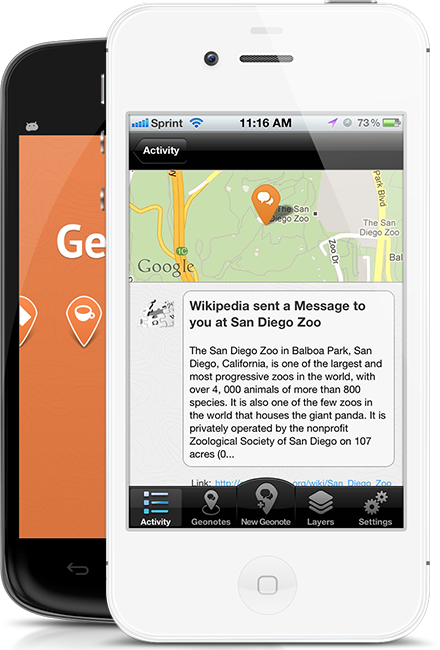 Sprint 11:16 AM 73%
Activity
The San
Diego Zoo
Park Blvd
The San
Diego Zoo
Zoo Dr.
Google
Ge
Wikipedia sent a Message to
you at San Diego Zoo
The San Diego Zoo in Balboa Park, San
Diego, California, is one of the largest and
most progressive zoos in the world, with
over 4, 000 animals of more than 800
species. It is also one of the few zoos in
the world that houses the giant panda. It is
privately operated by the nonprofit
Zoological Society of San Diego on 107
acres (0...
Link: http://
org/wiki/San_Diego_Zoo
Activity Geonotes New Geonote Layers Settings